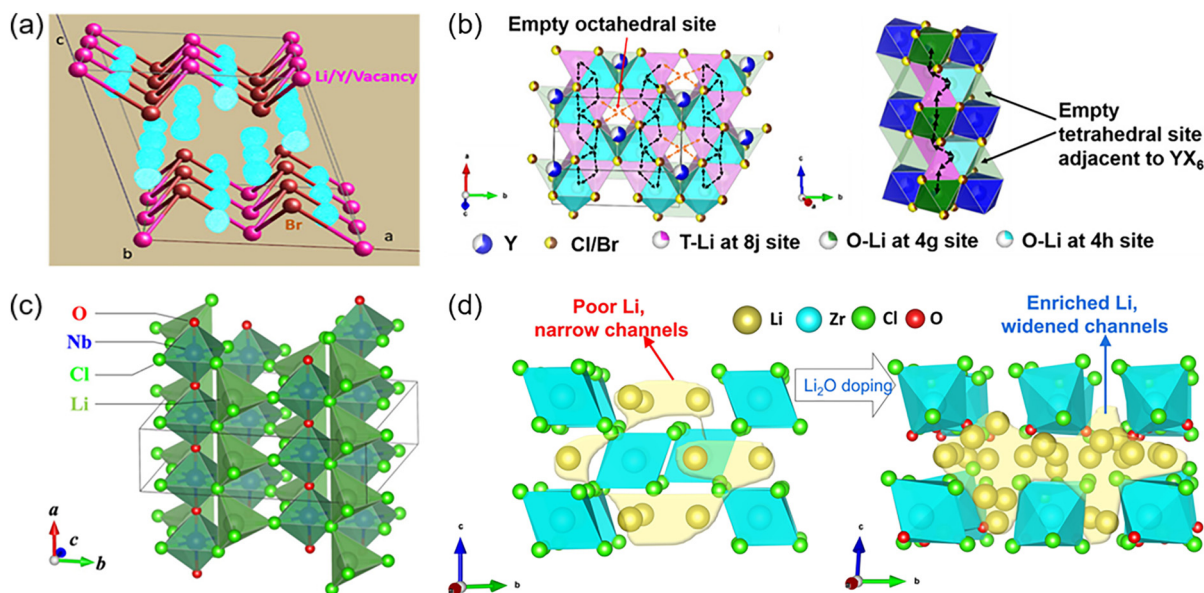 (a)
c
Li/Y/Vacancy
Br
b
a
(b)
Empty octahedral site
a
b
c
c
b
a
Empty
tetrahedral site
adjacent to YX6
Y
Cl/Br
T-Li at 8j site
O-Li at 4g site
O-Li at 4h site
(c)
O
Nb
Cl
Li
a
c
b
(d)
Poor Li,
narrow channels
Li
Zr
Cl
O
Enriched Li,
widened channels
Li2O doping
c
b
c
b